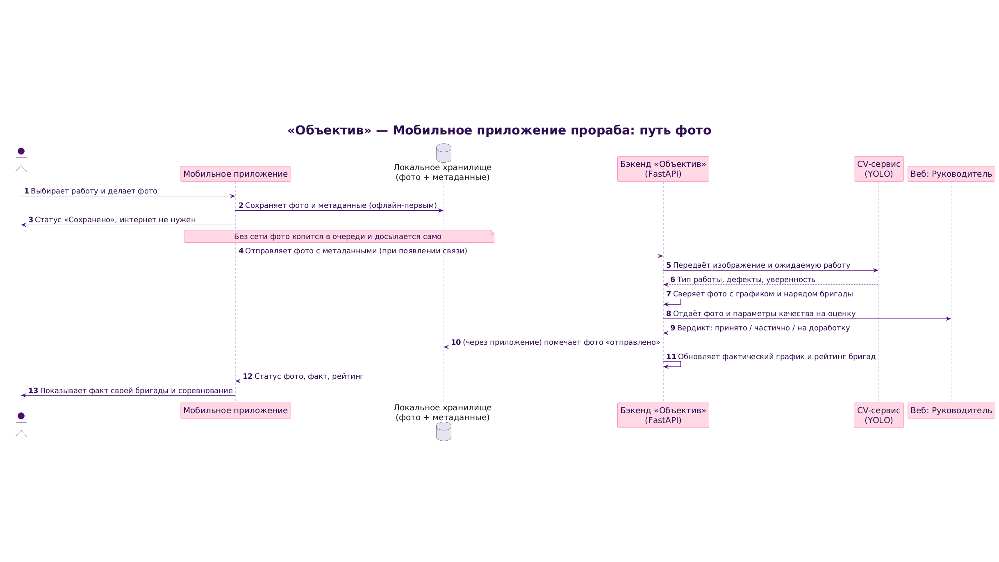 «Объектив» — Мобильное приложение прораба: путь фото
Мобильное приложение
Локальное хранилище
(фото + метаданные)
Бэкенд «Объектив»
(FastAPI)
CV-сервис
(YOLO)
Веб: Руководитель
1 Выбирает работу и делает фото
2 Сохраняет фото и метаданные (офлайн-первым)
3 Статус «Сохранено», интернет не нужен
Без сети фото копится в очереди и досылается само
4 Отправляет фото с метаданными (при появлении связи)
5 Передаёт изображение и ожидаемую работу
6 Тип работы, дефекты, уверенность
7 Сверяет фото с графиком и нарядом бригады
8 Отдаёт фото и параметры качества на оценку
9 Вердикт: принято / частично / на доработку
10 (через приложение) помечает фото «отправлено»
11 Обновляет фактический график и рейтинг бригад
12 Статус фото, факт, рейтинг
13 Показывает факт своей бригады и соревнование
Мобильное приложение
Локальное хранилище
(фото + метаданные)
Бэкенд «Объектив»
(FastAPI)
CV-сервис
(YOLO)
Веб: Руководитель